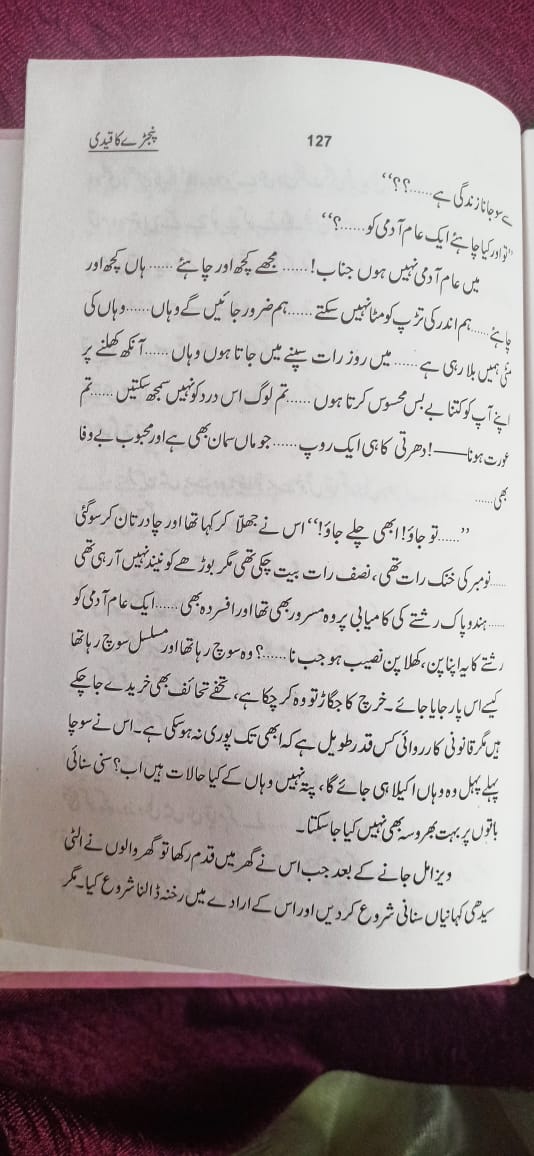 پنجڑے کا قیدی
127
سے سو جانا زندگی ہے……؟؟‘‘
’’تو اور کیا چاہئے ایک عام آدمی کو……؟‘‘
میں عام آدمی نہیں ہوں جناب!…… مجھے کچھ اور چاہئے …… ہاں کچھ اور
چاہئے……ہم اندر کی تڑپ کو مٹا نہیں سکتے……ہم ضرور جائیں گے وہاں……وہاں کی
مٹی ہمیں بلا رہی ہے …… میں روز رات سپنے میں جاتا ہوں وہاں ……آنکھ کھلنے پر
اپنے آپ کو کتنا بے بس محسوس کرتا ہوں ……تم لوگ اس درد کو نہیں سمجھ سکتیں ……تم
عورت ہونا——!دھرتی کا ہی ایک روپ……جو ماں سمان بھی ہے اور محبوب بے وفا
بھی……
’’……تو جاؤ! ابھی چلے جاؤ!‘‘ اس نے جھلّا کر کہا تھا اور چادر تان کر سو گئی
……نومبر کی خنک رات تھی، نصف رات بیت چکی تھی مگر بوڑھے کو نیند نہیں آ رہی تھی
……ہند و پاک رشتے کی کامیابی پر وہ مسرور بھی تھا اور افسردہ بھی ……ایک عام آدمی کو
رشتے کا یہ اپنا پن، کھلا پن نصیب ہو جب نا……؟ وہ سوچ رہا تھا اور مسلسل سوچ رہا تھا
کیسے اس پار جایا جائے۔ خرچ کا جگاڑ تو وہ کر چکا ہے، تحفے تحائف بھی خریدے جا چکے
ہیں مگر قانونی کارروائی کس قدر طویل ہے کہ ابھی تک پوری نہ ہو سکی ہے۔ اس نے سوچا
پہلے پہل وہ وہاں اکیلا ہی جائے گا، پتہ نہیں وہاں کے کیا حالات ہیں اب؟ سنی سنائی
باتوں پر بہت بھروسہ بھی نہیں کیا جا سکتا۔
ویزا مل جانے کے بعد جب اس نے گھر میں قدم رکھا تو گھر والوں نے الٹی
سیدھی کہانیاں سنانی شروع کر دیں اور اس کے ارادے میں رخنہ ڈالنا شروع کیا۔ مگر